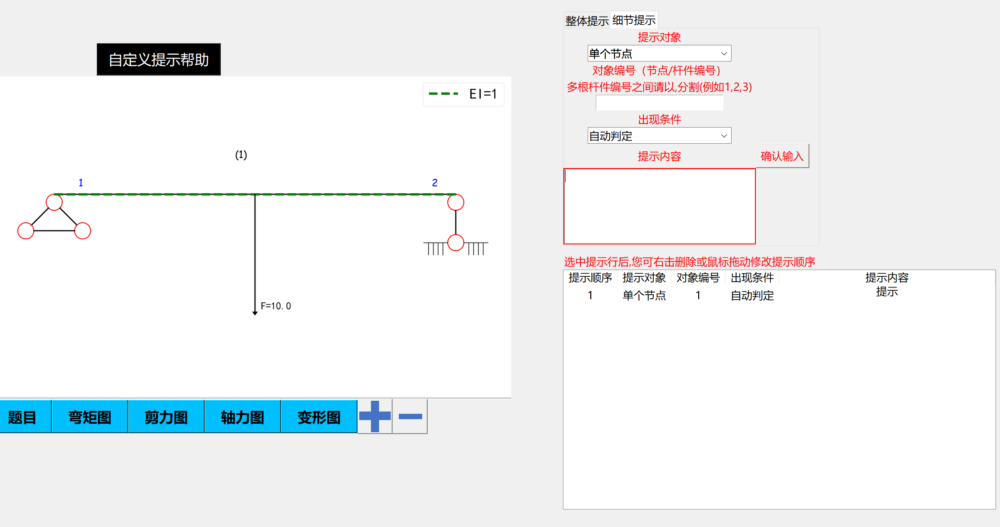 自定义提示帮助
EI=1
(1)
1
2
F=10.0
题目
弯矩图
剪力图
轴力图
变形图
整体提示
细节提示
提示对象
单个节点
对象编号（节点/杆件编号）
多根杆件编号之间请以,分割(例如1,2,3)
出现条件
自动判定
提示内容
确认输入
选中提示行后,您可右击删除或鼠标拖动修改提示顺序
提示顺序 提示对象 对象编号 出现条件 提示内容
1 单个节点 1 自动判定 提示